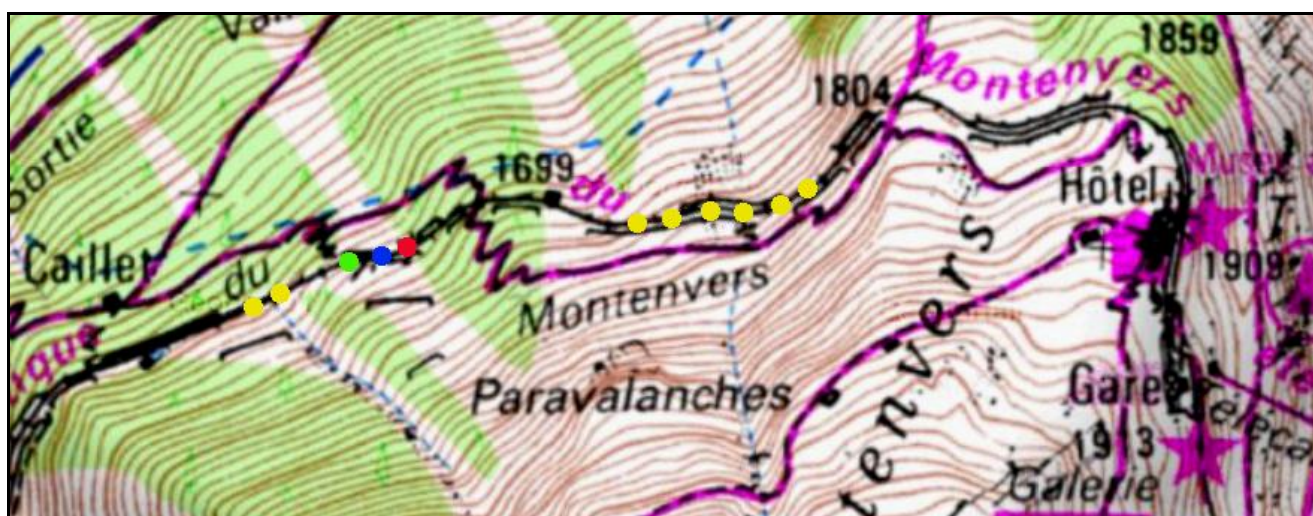 1859
Montenvers
1804
Sortie
1699
du
Hôtel
Caillet
du
1909
Montenvers
Paravalanches
Gare
1913
Galerie